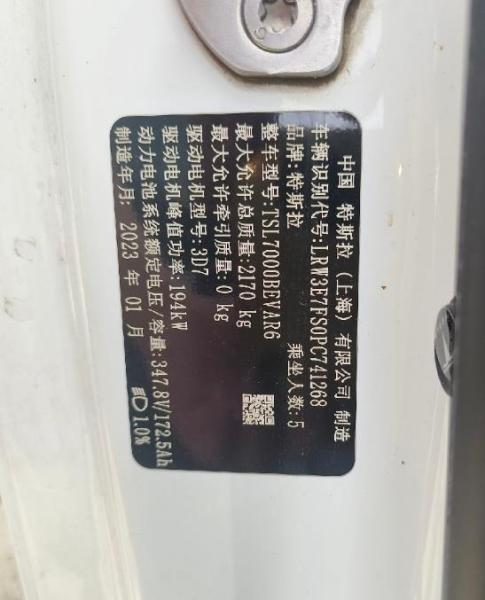 中国 特斯拉（上海）有限公司 制造
车辆识别代号:LRW3E7FS0PC741268
品牌:特斯拉 乘坐人数:5
整车型号:TSL7000BEVAR6
最大允许总质量:2170 kg
最大允许牵引质量:0 kg
驱动电机型号:3D7
驱动电机峰值功率:194kW
动力电池系统额定电压/容量:347.8V/172.5Ah
制造年月: 2023 年 01 月 1.0%